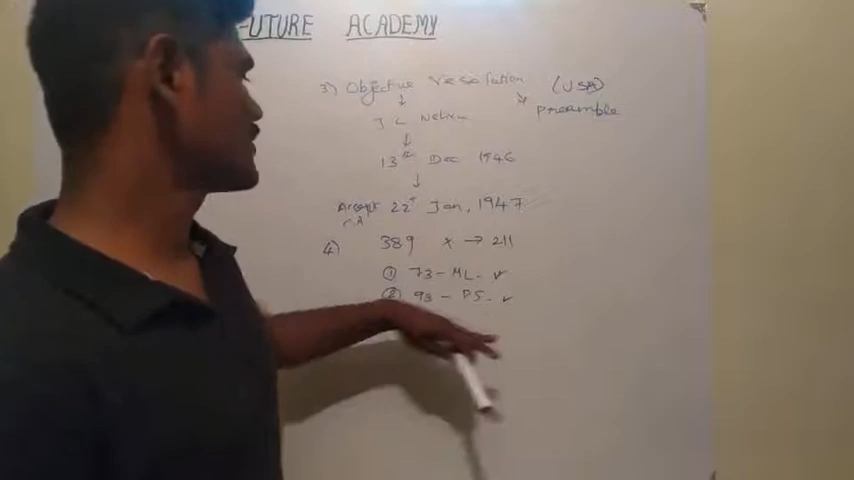 FUTURE ACADEMY
3) Objective Resolution (USA)
↓ ↘ Preamble
J L Nehru
↓
13th Dec 1946
↓
Accept 22 Jan, 1947
CA
4) 389 x → 211
① 73 - ML - ✓
② 93 - PS - ✓